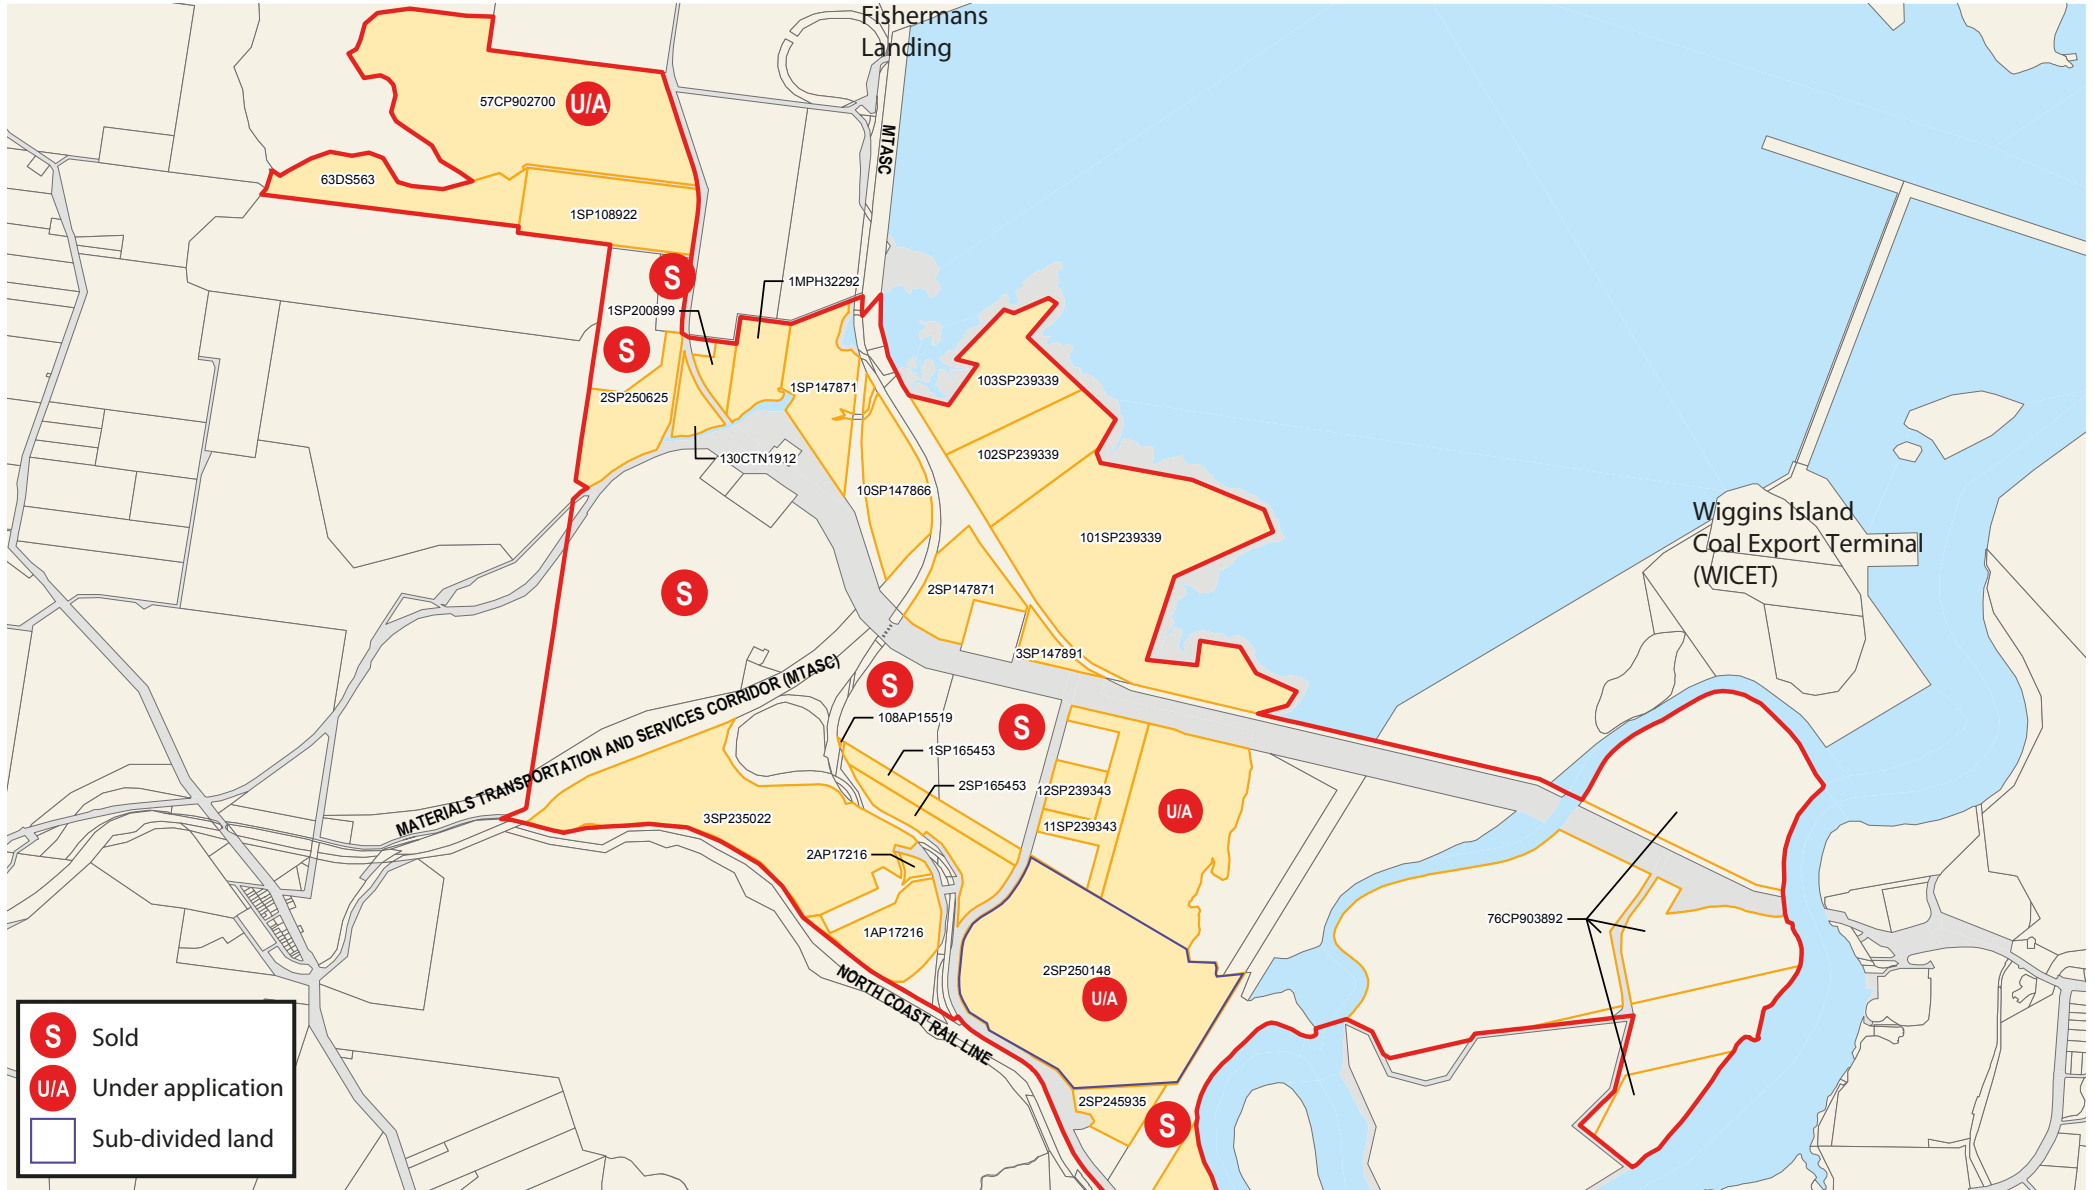 Fishermans
Landing
57CP902700
U/A
MTASC
63DS563
1SP108922
S
1MPH32292
1SP200899
S
1SP147871
103SP239339
2SP250625
102SP239339
130CTN1912
10SP147866
Wiggins Island
Coal Export Terminal
(WICET)
101SP239339
S
2SP147871
3SP147891
MATERIALS TRANSPORTATION AND SERVICES CORRIDOR (MTASC)
S
108AP15519
S
1SP165453
2SP165453
12SP239343
U/A
3SP235022
11SP239343
2AP17216
76CP903892
1AP17216
2SP250148
U/A
NORTH COAST RAIL LINE
2SP245935
S
S Sold
U/A Under application
Sub-divided land